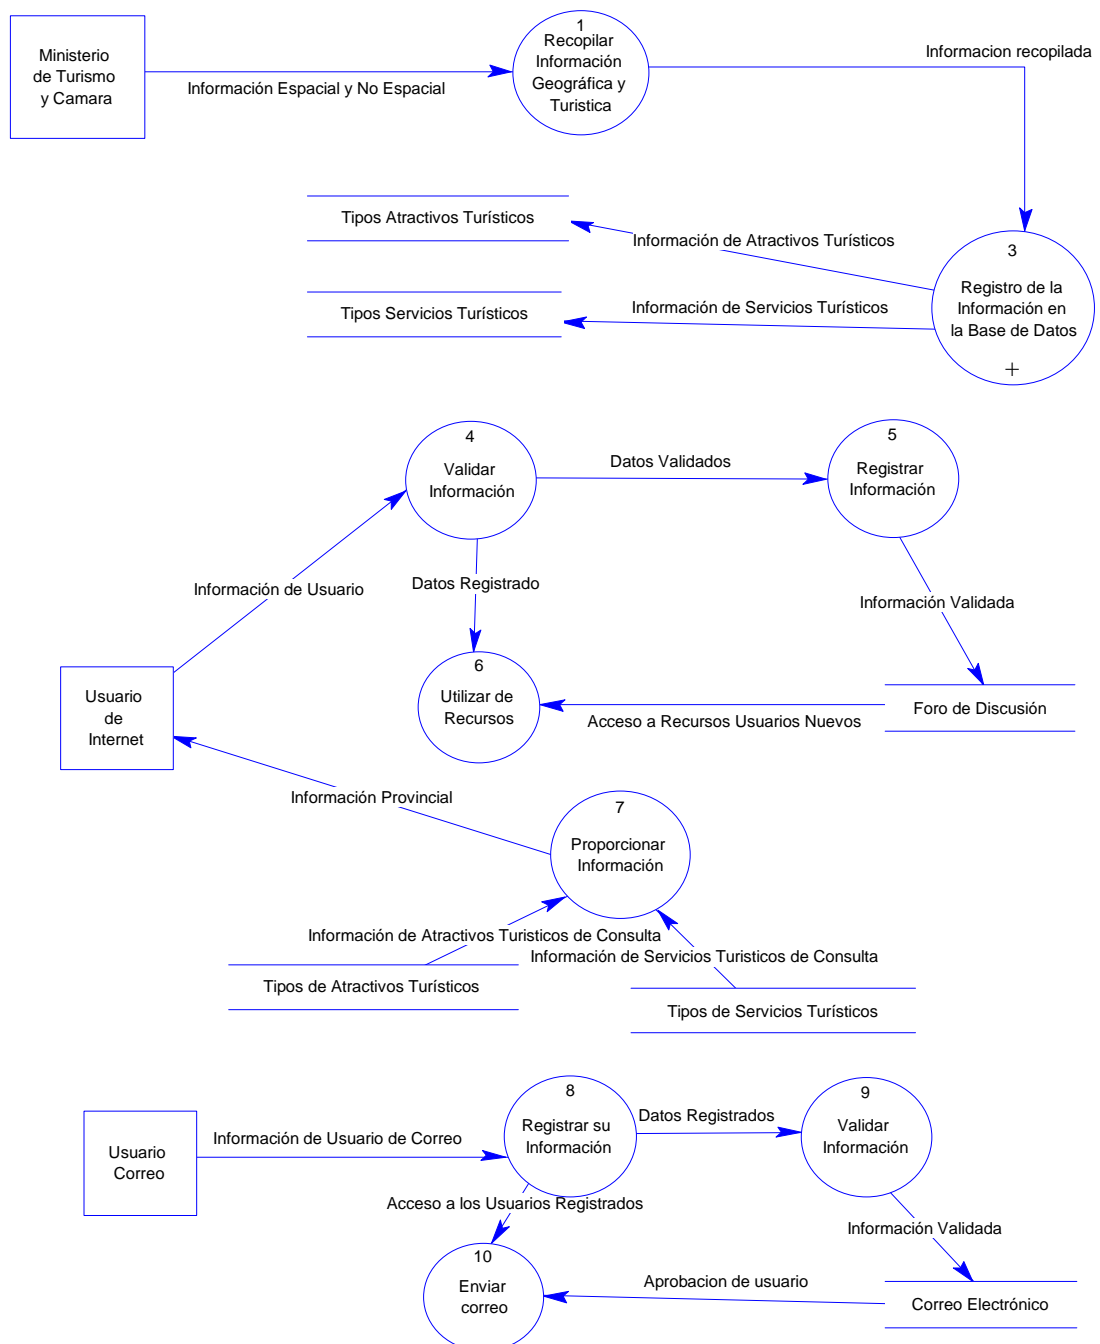 Ministerio
de Turismo
y Camara
Información Espacial y No Espacial
1
Recopilar
Información
Geográfica y
Turistica
Informacion recopilada
Tipos Atractivos Turísticos
Información de Atractivos Turísticos
Tipos Servicios Turísticos
Información de Servicios Turísticos
3
Registro de la
Información en
la Base de Datos
+
4
Validar
Información
Datos Validados
5
Registrar
Información
Información de Usuario
Datos Registrado
Información Validada
Usuario
de
Internet
6
Utilizar de
Recursos
Acceso a Recursos Usuarios Nuevos
Foro de Discusión
Información Provincial
7
Proporcionar
Información
Información de Atractivos Turisticos de Consulta
Información de Servicios Turisticos de Consulta
Tipos de Atractivos Turísticos
Tipos de Servicios Turísticos
Usuario
Correo
Información de Usuario de Correo
8
Registrar su
Información
Datos Registrados
9
Validar
Información
Acceso a los Usuarios Registrados
Información Validada
10
Enviar
correo
Aprobacion de usuario
Correo Electrónico